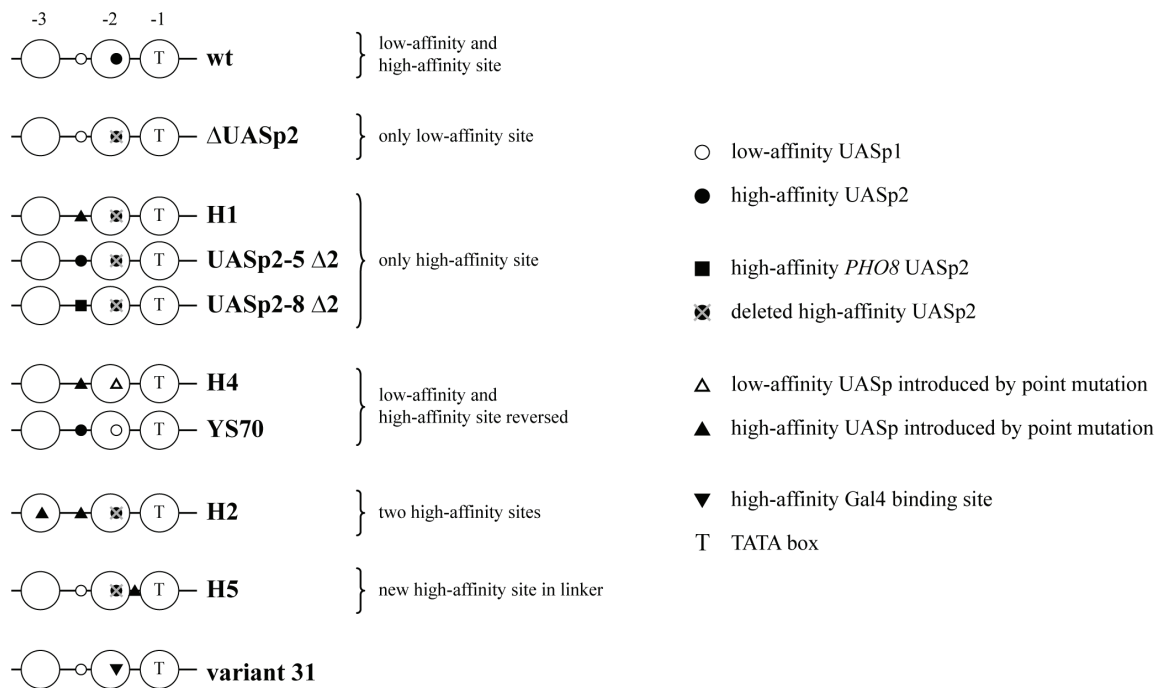 -3 -2 -1
T wt
low-affinity and
high-affinity site
T ΔUASp2
only low-affinity site
T H1
T UASp2-5 Δ2
T UASp2-8 Δ2
only high-affinity site
T H4
T YS70
low-affinity and
high-affinity site reversed
T H2
two high-affinity sites
T H5
new high-affinity site in linker
T variant 31
low-affinity UASp1
high-affinity UASp2
high-affinity PHO8 UASp2
deleted high-affinity UASp2
low-affinity UASp introduced by point mutation
high-affinity UASp introduced by point mutation
high-affinity Gal4 binding site
T TATA box